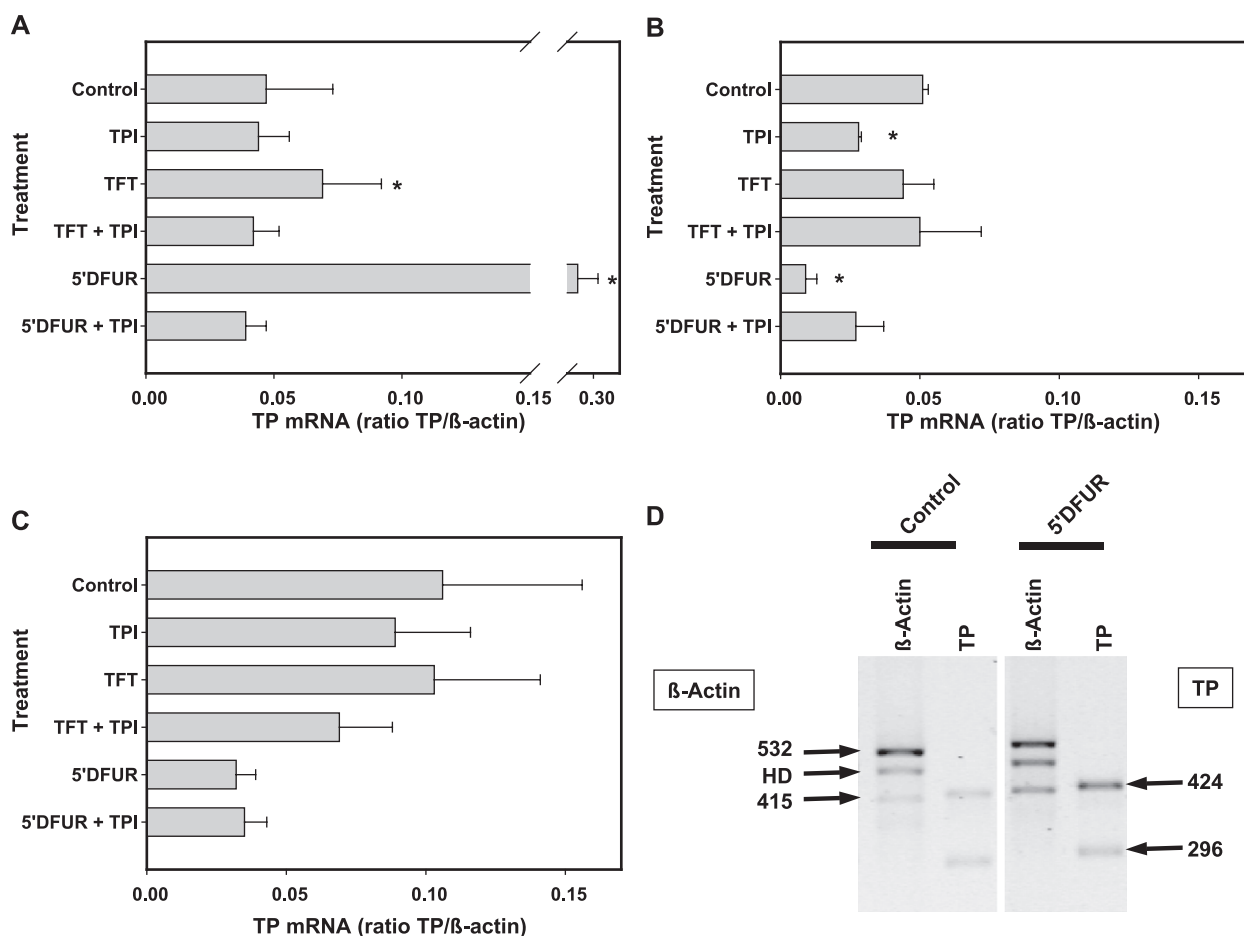 A
Treatment
Control
TPI
TFT
TFT + TPI
5'DFUR
5'DFUR + TPI
*
*
0.00 0.05 0.10 0.15 0.30
TP mRNA (ratio TP/ß-actin)
B
Treatment
Control
TPI
TFT
TFT + TPI
5'DFUR
5'DFUR + TPI
*
*
0.00 0.05 0.10 0.15
TP mRNA (ratio TP/ß-actin)
C
Treatment
Control
TPI
TFT
TFT + TPI
5'DFUR
5'DFUR + TPI
0.00 0.05 0.10 0.15
TP mRNA (ratio TP/ß-actin)
D
Control
5'DFUR
ß-Actin
TP
ß-Actin
TP
ß-Actin
532
HD
415
TP
424
296